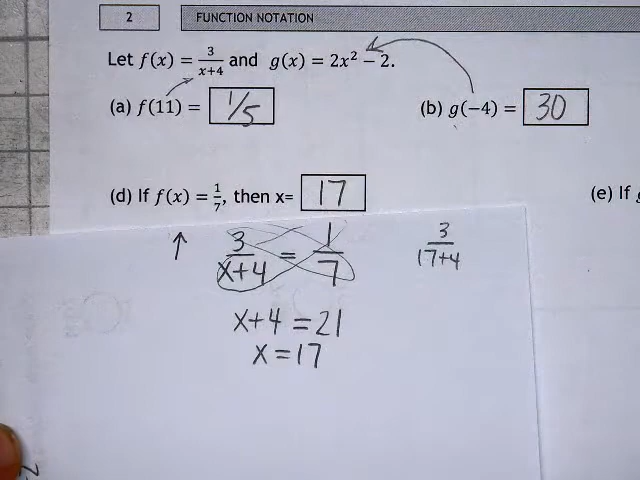 2 FUNCTION NOTATION
Let f(x) = 3/(x+4) and g(x) = 2x² − 2.
(a) f(11) = 1/5
(b) g(−4) = 30
(d) If f(x) = 1/7, then x= 17
(e) If
3/(x+4) = 1/7
3/(17+4)
x+4 = 21
x = 17